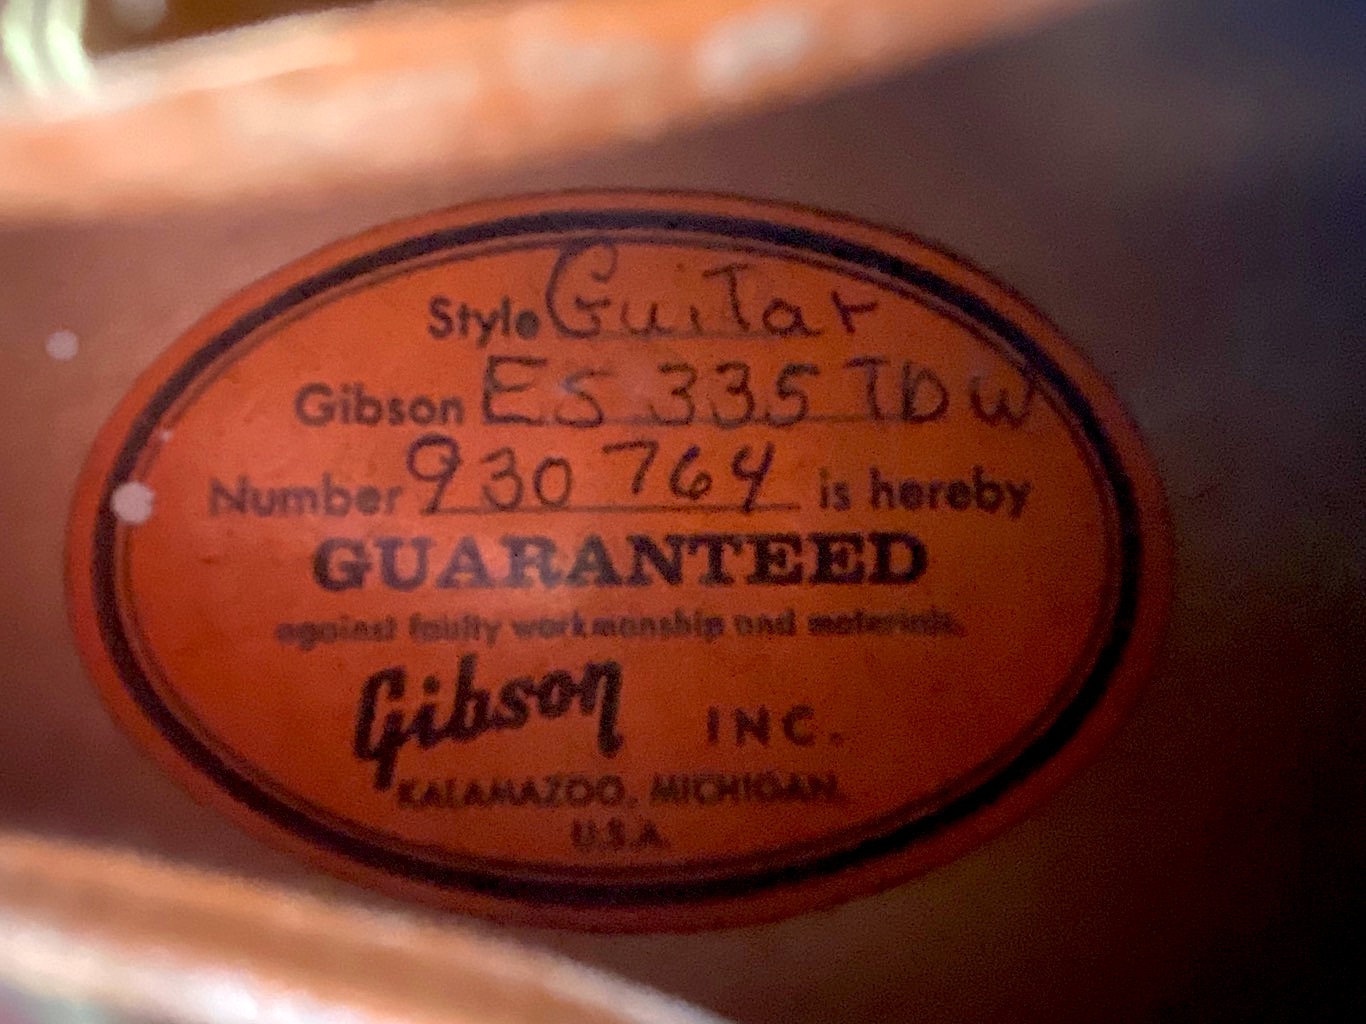 Style Guitar
Gibson ES 335 TDW
Number 930764 is hereby
GUARANTEED
against faulty workmanship and materials.
Gibson INC.
KALAMAZOO, MICHIGAN,
U.S.A.